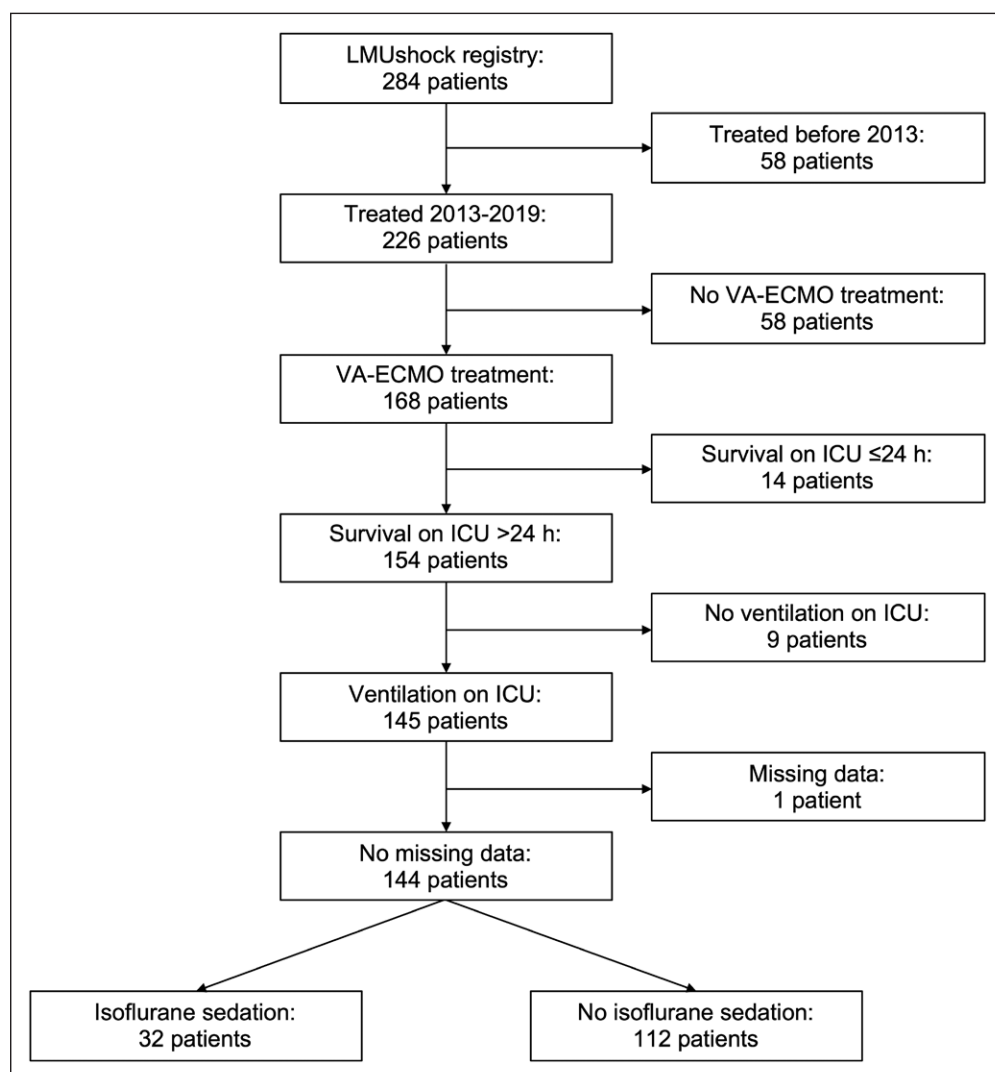 LMUshock registry:
284 patients
Treated before 2013:
58 patients
Treated 2013-2019:
226 patients
No VA-ECMO treatment:
58 patients
VA-ECMO treatment:
168 patients
Survival on ICU ≤24 h:
14 patients
Survival on ICU >24 h:
154 patients
No ventilation on ICU:
9 patients
Ventilation on ICU:
145 patients
Missing data:
1 patient
No missing data:
144 patients
Isoflurane sedation:
32 patients
No isoflurane sedation:
112 patients